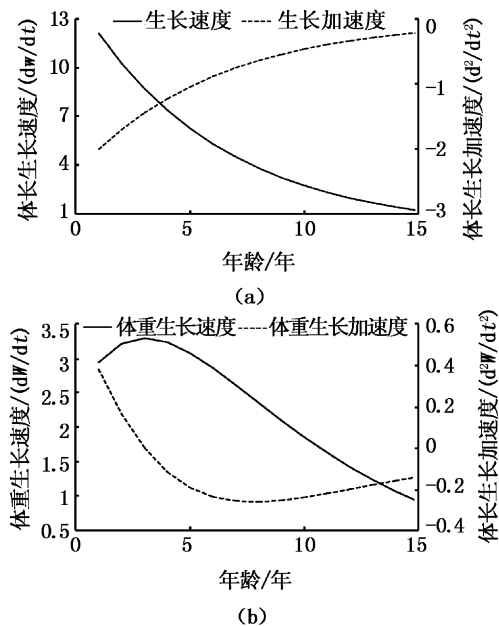 生长速度 生长加速度
体长生长速度/(dw/dt)
13
10
7
4
1
0
−1
−2
−3
体长生长加速度/(d²/dt²)
0 5 10 15
年龄/年
(a)
体重生长速度 体重生长加速度
体重生长速度/(dW/dt)
3.5
3
2.5
2
1.5
1
0.5
0.6
0.4
0.2
0
−0.2
−0.4
体长生长加速度/(d²W/dt²)
0 5 10 15
年龄/年
(b)